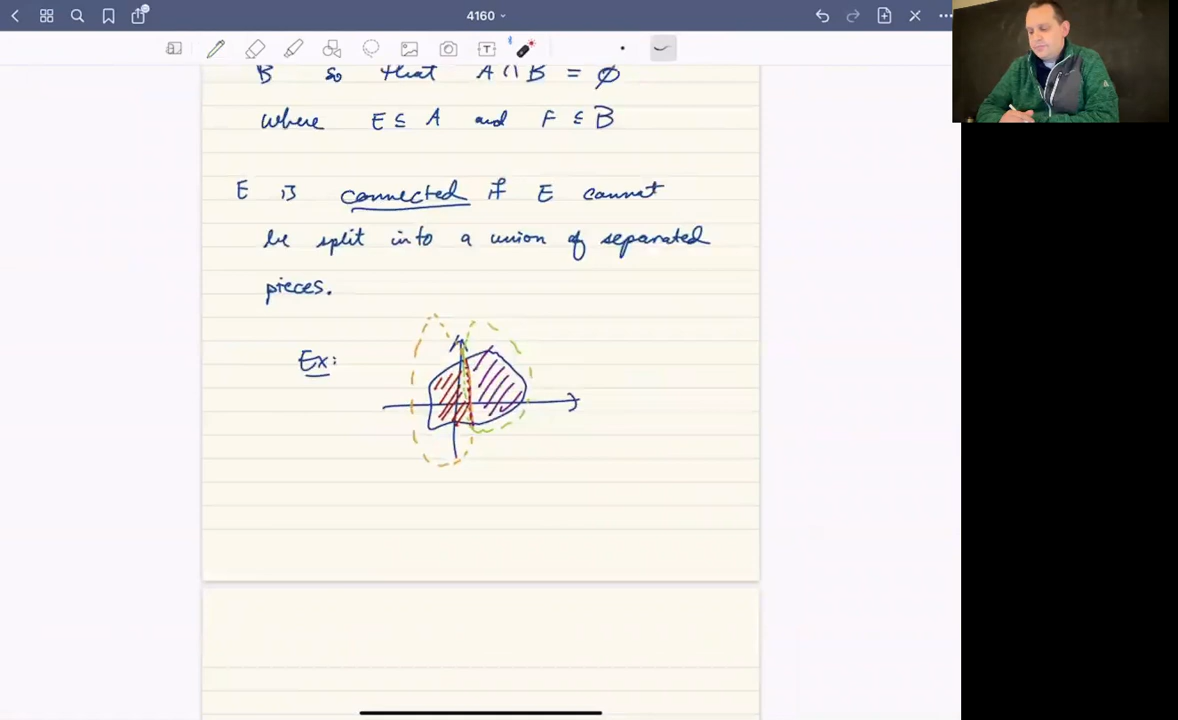 4160
B so that A ∩ B = ∅
where E ⊆ A and F ⊆ B
E is connected if E cannot
be split into a union of separated
pieces.
Ex: